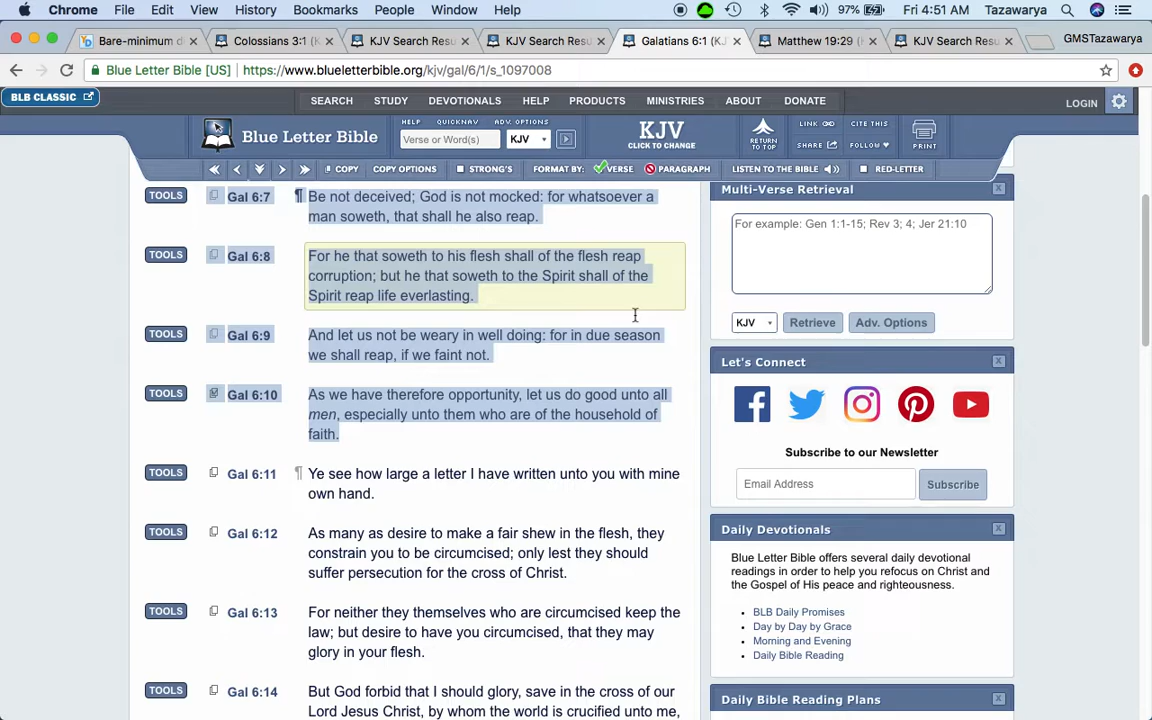 Chrome File Edit View History Bookmarks People Window Help 97% Fri 4:51 AM Tazawarya
Bare-minimum di Colossians 3:1 (K KJV Search Resu KJV Search Resu Galatians 6:1 (KJ Matthew 19:29 (K KJV Search Resu GMSTazawarya
Blue Letter Bible [US] https://www.blueletterbible.org/kjv/gal/6/1/s_1097008
BLB CLASSIC
SEARCH STUDY DEVOTIONALS HELP PRODUCTS MINISTRIES ABOUT DONATE LOGIN
Blue Letter Bible
HELP QUICKNAV ADV. OPTIONS
Verse or Word(s) KJV
KJV
CLICK TO CHANGE
RETURN
TO TOP
LINK CITE THIS
SHARE FOLLOW
PRINT
COPY COPY OPTIONS STRONG'S FORMAT BY: VERSE PARAGRAPH LISTEN TO THE BIBLE RED-LETTER
TOOLS Gal 6:7 ¶ Be not deceived; God is not mocked: for whatsoever a
man soweth, that shall he also reap.
TOOLS Gal 6:8 For he that soweth to his flesh shall of the flesh reap
corruption; but he that soweth to the Spirit shall of the
Spirit reap life everlasting.
TOOLS Gal 6:9 And let us not be weary in well doing: for in due season
we shall reap, if we faint not.
TOOLS Gal 6:10 As we have therefore opportunity, let us do good unto all
men, especially unto them who are of the household of
faith.
TOOLS Gal 6:11 ¶ Ye see how large a letter I have written unto you with mine
own hand.
TOOLS Gal 6:12 As many as desire to make a fair shew in the flesh, they
constrain you to be circumcised; only lest they should
suffer persecution for the cross of Christ.
TOOLS Gal 6:13 For neither they themselves who are circumcised keep the
law; but desire to have you circumcised, that they may
glory in your flesh.
TOOLS Gal 6:14 But God forbid that I should glory, save in the cross of our
Lord Jesus Christ, by whom the world is crucified unto me,
Multi-Verse Retrieval
For example: Gen 1:1-15; Rev 3; 4; Jer 21:10
KJV Retrieve Adv. Options
Let's Connect
Subscribe to our Newsletter
Email Address Subscribe
Daily Devotionals
Blue Letter Bible offers several daily devotional
readings in order to help you refocus on Christ and
the Gospel of His peace and righteousness.
BLB Daily Promises
Day by Day by Grace
Morning and Evening
Daily Bible Reading
Daily Bible Reading Plans